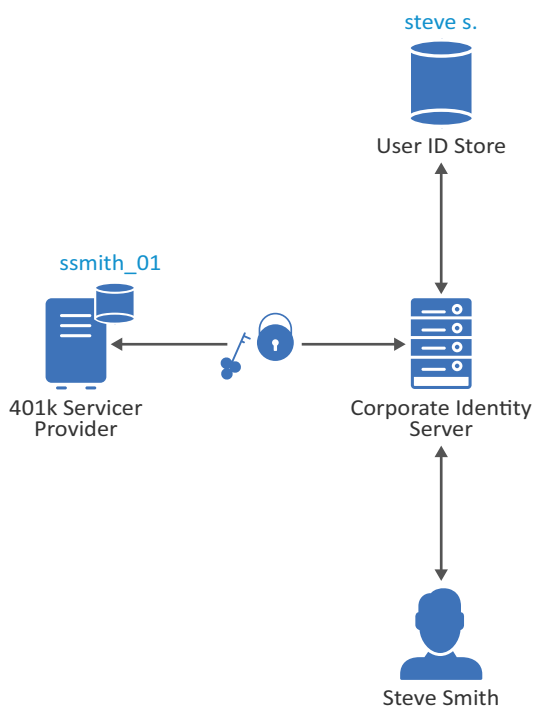 steve s.
User ID Store
ssmith_01
401k Servicer
Provider
Corporate Identity
Server
Steve Smith